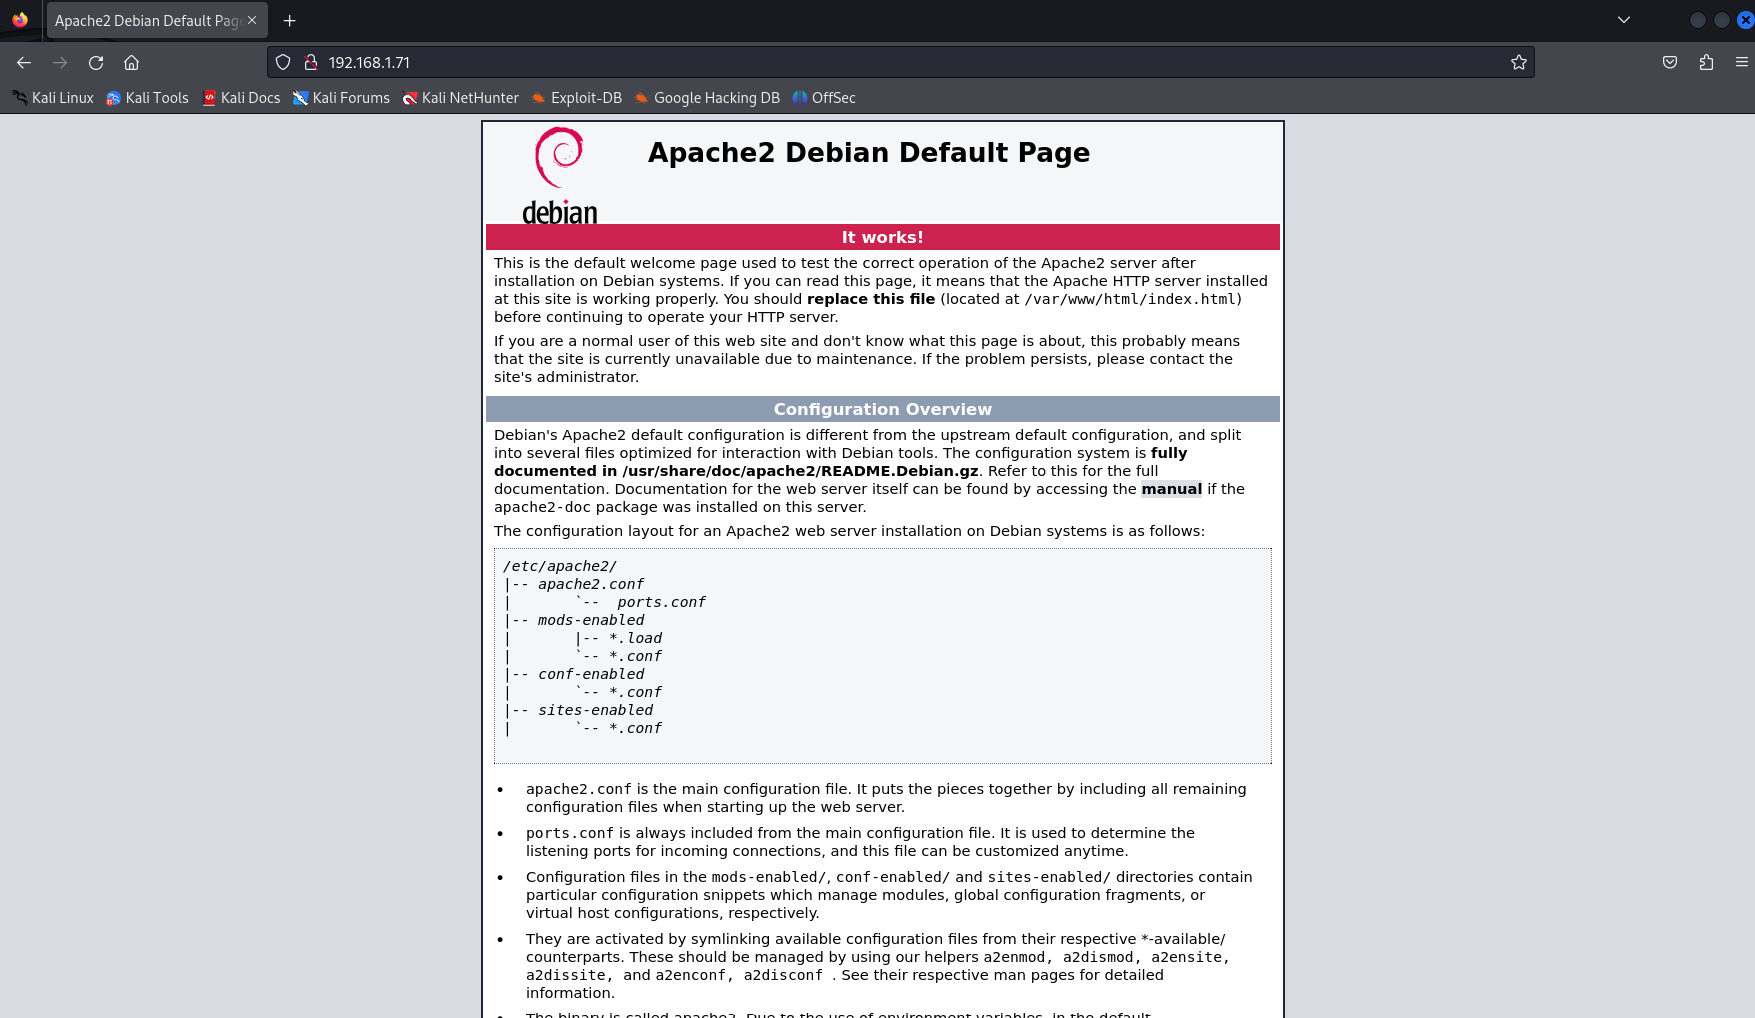 Apache2 Debian Default Pag
192.168.1.71
Kali Linux Kali Tools Kali Docs Kali Forums Kali NetHunter Exploit-DB Google Hacking DB OffSec
debian
Apache2 Debian Default Page
It works!
This is the default welcome page used to test the correct operation of the Apache2 server after
installation on Debian systems. If you can read this page, it means that the Apache HTTP server installed
at this site is working properly. You should replace this file (located at /var/www/html/index.html)
before continuing to operate your HTTP server.
If you are a normal user of this web site and don't know what this page is about, this probably means
that the site is currently unavailable due to maintenance. If the problem persists, please contact the
site's administrator.
Configuration Overview
Debian's Apache2 default configuration is different from the upstream default configuration, and split
into several files optimized for interaction with Debian tools. The configuration system is fully
documented in /usr/share/doc/apache2/README.Debian.gz. Refer to this for the full
documentation. Documentation for the web server itself can be found by accessing the manual if the
apache2-doc package was installed on this server.
The configuration layout for an Apache2 web server installation on Debian systems is as follows:
/etc/apache2/
|-- apache2.conf
|       `--  ports.conf
|-- mods-enabled
|       |-- *.load
|       `-- *.conf
|-- conf-enabled
|       `-- *.conf
|-- sites-enabled
|       `-- *.conf
• apache2.conf is the main configuration file. It puts the pieces together by including all remaining
configuration files when starting up the web server.
• ports.conf is always included from the main configuration file. It is used to determine the
listening ports for incoming connections, and this file can be customized anytime.
• Configuration files in the mods-enabled/, conf-enabled/ and sites-enabled/ directories contain
particular configuration snippets which manage modules, global configuration fragments, or
virtual host configurations, respectively.
• They are activated by symlinking available configuration files from their respective *-available/
counterparts. These should be managed by using our helpers a2enmod, a2dismod, a2ensite,
a2dissite, and a2enconf, a2disconf . See their respective man pages for detailed
information.
• The binary is called apache2. Due to the use of environment variables, in the default